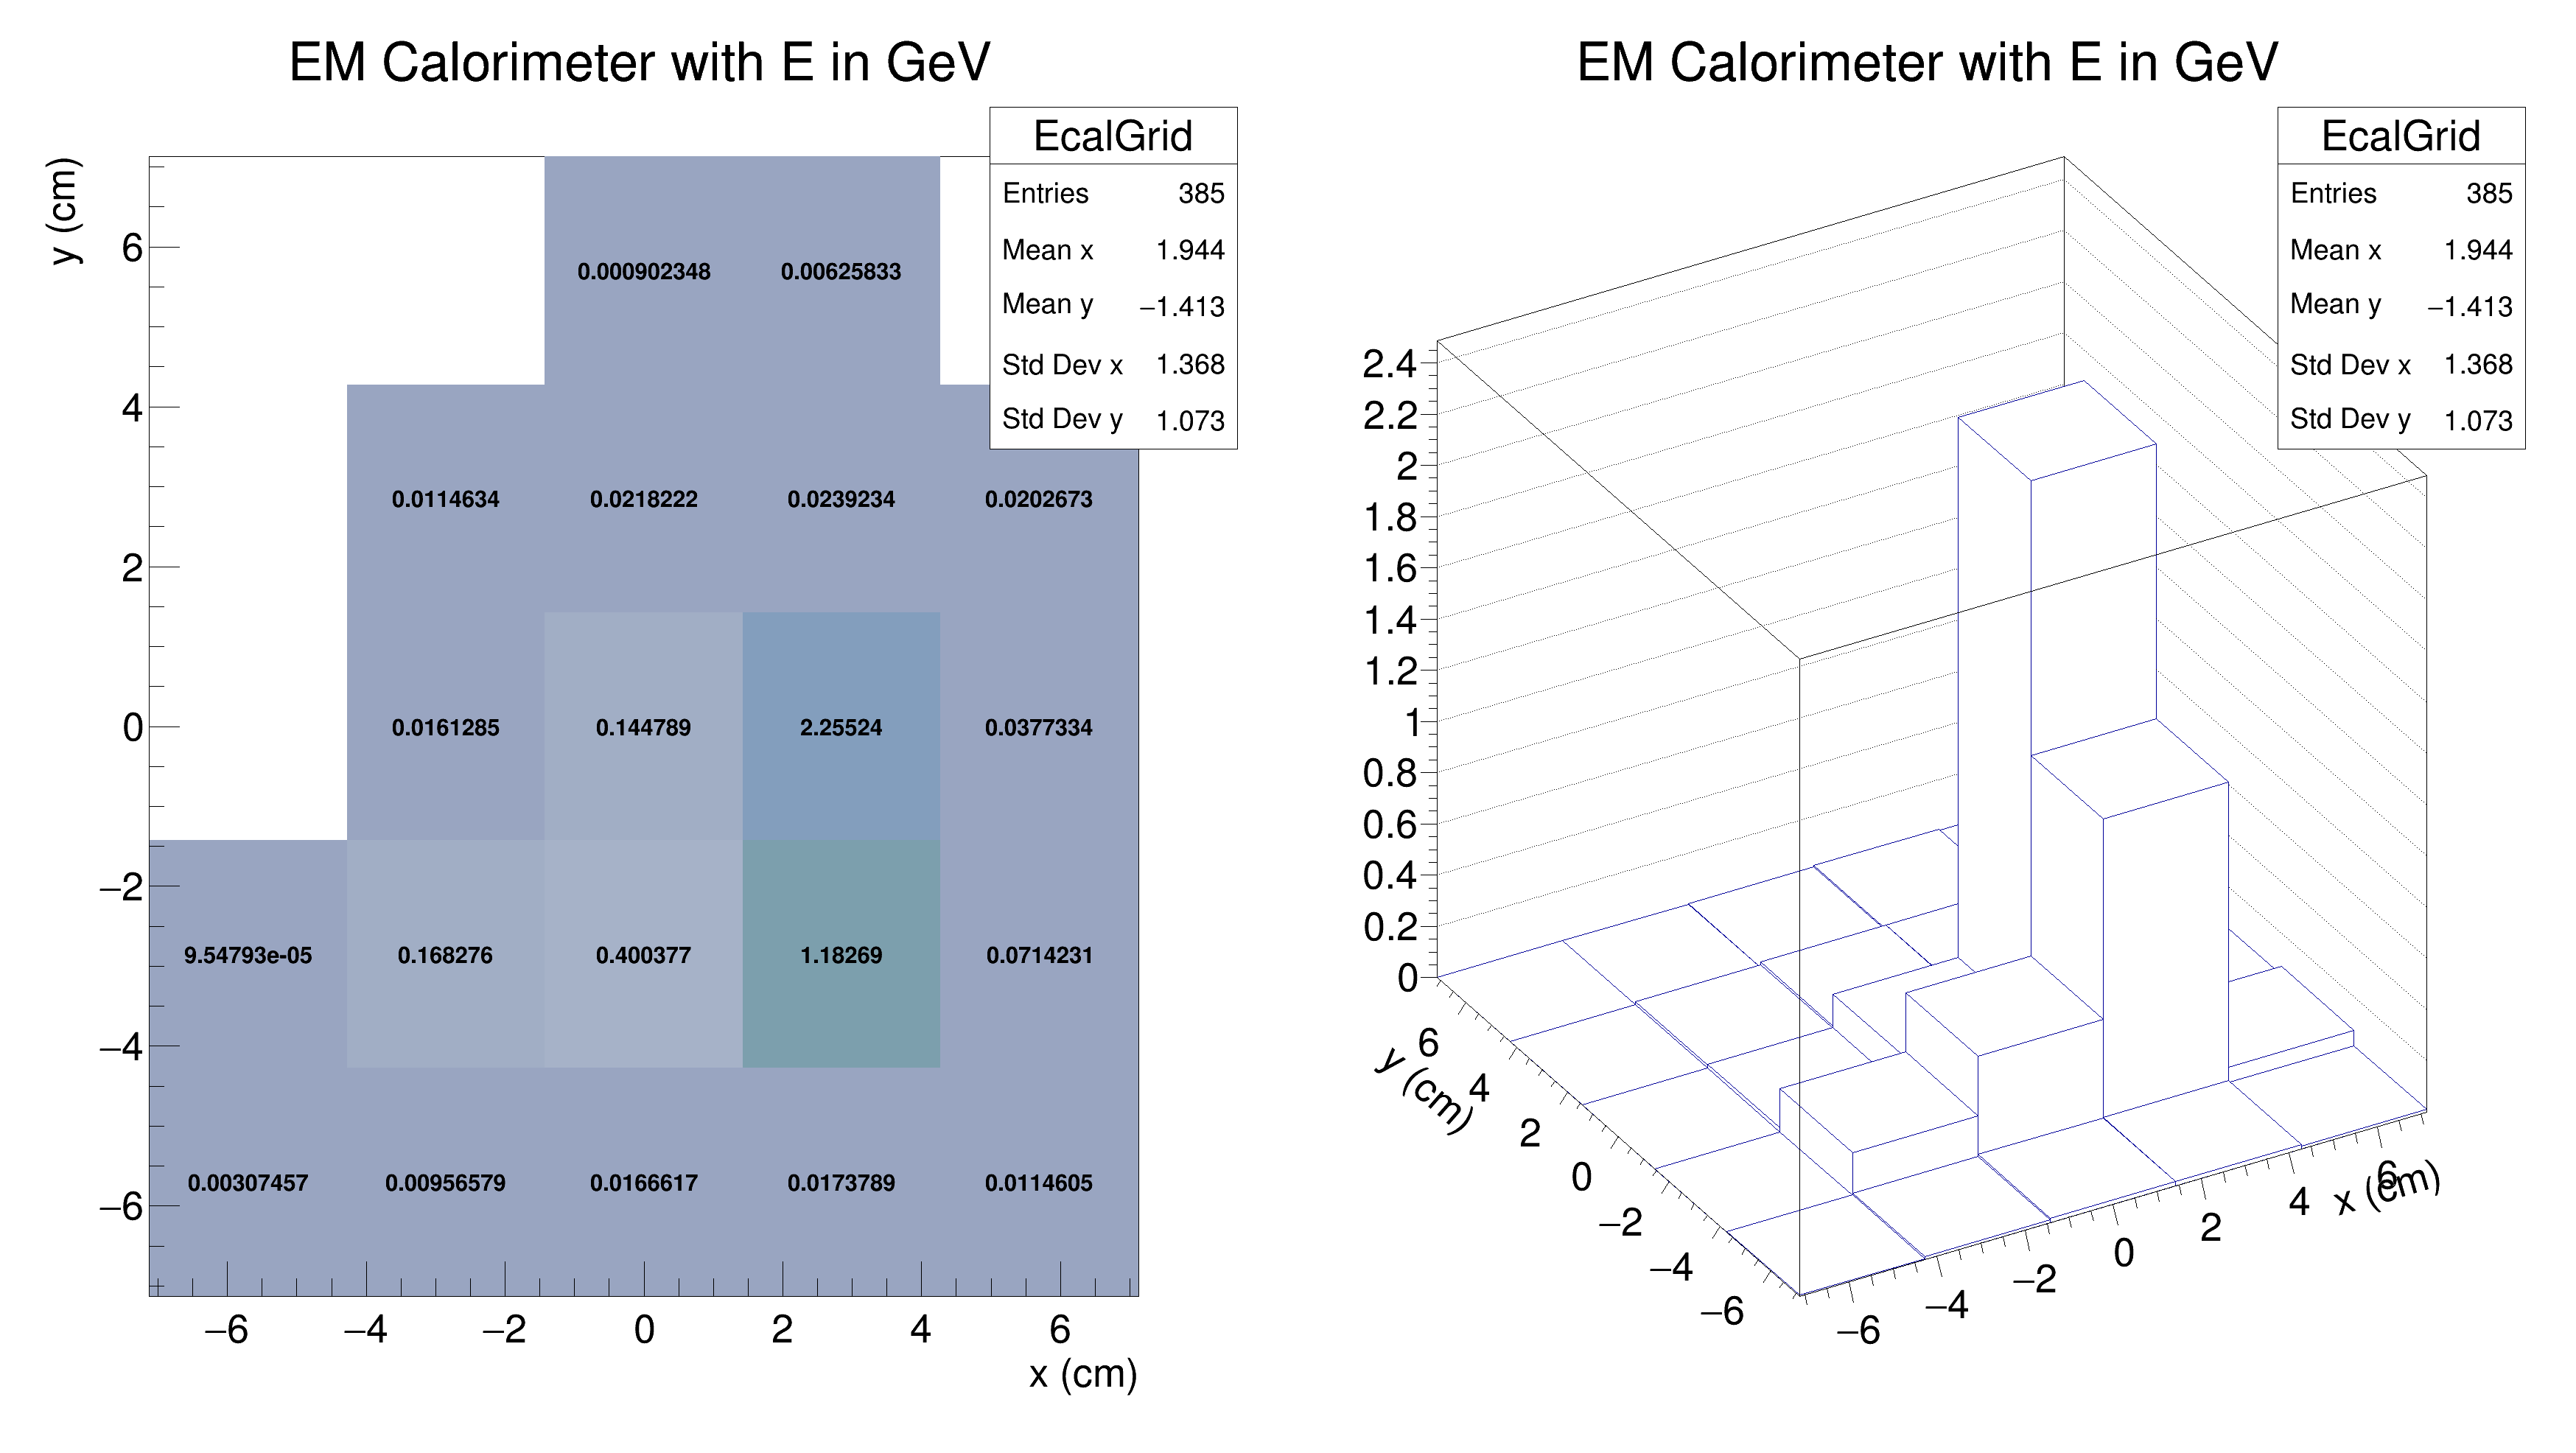 EM Calorimeter with E in GeV
EcalGrid
Entries 385
Mean x 1.944
Mean y −1.413
Std Dev x 1.368
Std Dev y 1.073
y (cm)
6
4
2
0
−2
−4
−6
0.000902348 0.00625833
0.0114634 0.0218222 0.0239234 0.0202673
0.0161285 0.144789 2.25524 0.0377334
9.54793e-05 0.168276 0.400377 1.18269 0.0714231
0.00307457 0.00956579 0.0166617 0.0173789 0.0114605
−6 −4 −2 0 2 4 6
x (cm)
EM Calorimeter with E in GeV
EcalGrid
Entries 385
Mean x 1.944
Mean y −1.413
Std Dev x 1.368
Std Dev y 1.073
2.4
2.2
2
1.8
1.6
1.4
1.2
1
0.8
0.6
0.4
0.2
0
6
4
2
0
−2
−4
−6
y (cm)
−6
−4
−2
0
2
4
6
x (cm)